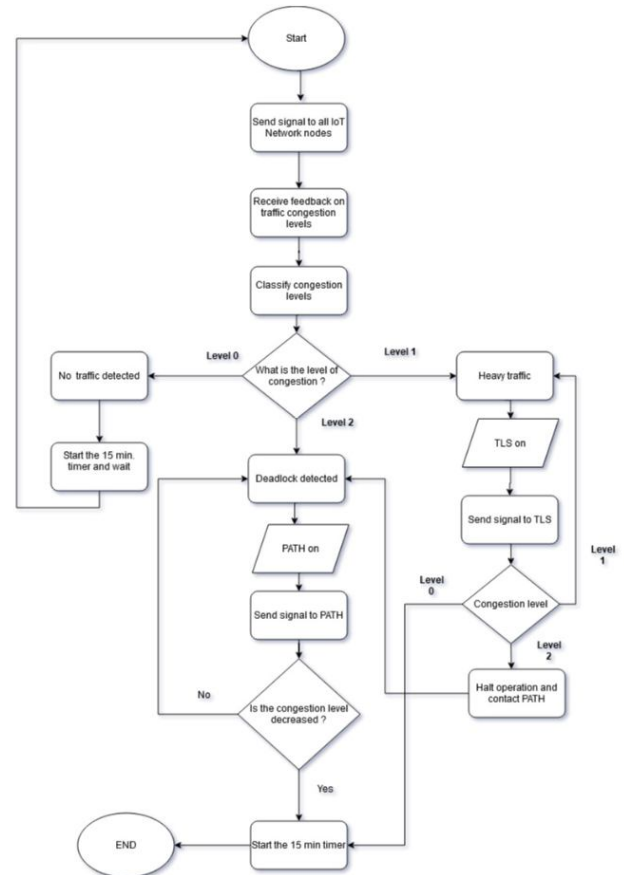 Start
Send signal to all IoT
Network nodes
Receive feedback on
traffic congestion
levels
Classify congestion
levels
What is the level of
congestion ?
Level 0
Level 1
Level 2
No traffic detected
Start the 15 min.
timer and wait
Heavy traffic
TLS on
Send signal to TLS
Congestion level
Level
0
Level
1
Level
2
Halt operation and
contact PATH
Deadlock detected
PATH on
Send signal to PATH
Is the congestion level
decreased ?
No
Yes
Start the 15 min timer
END